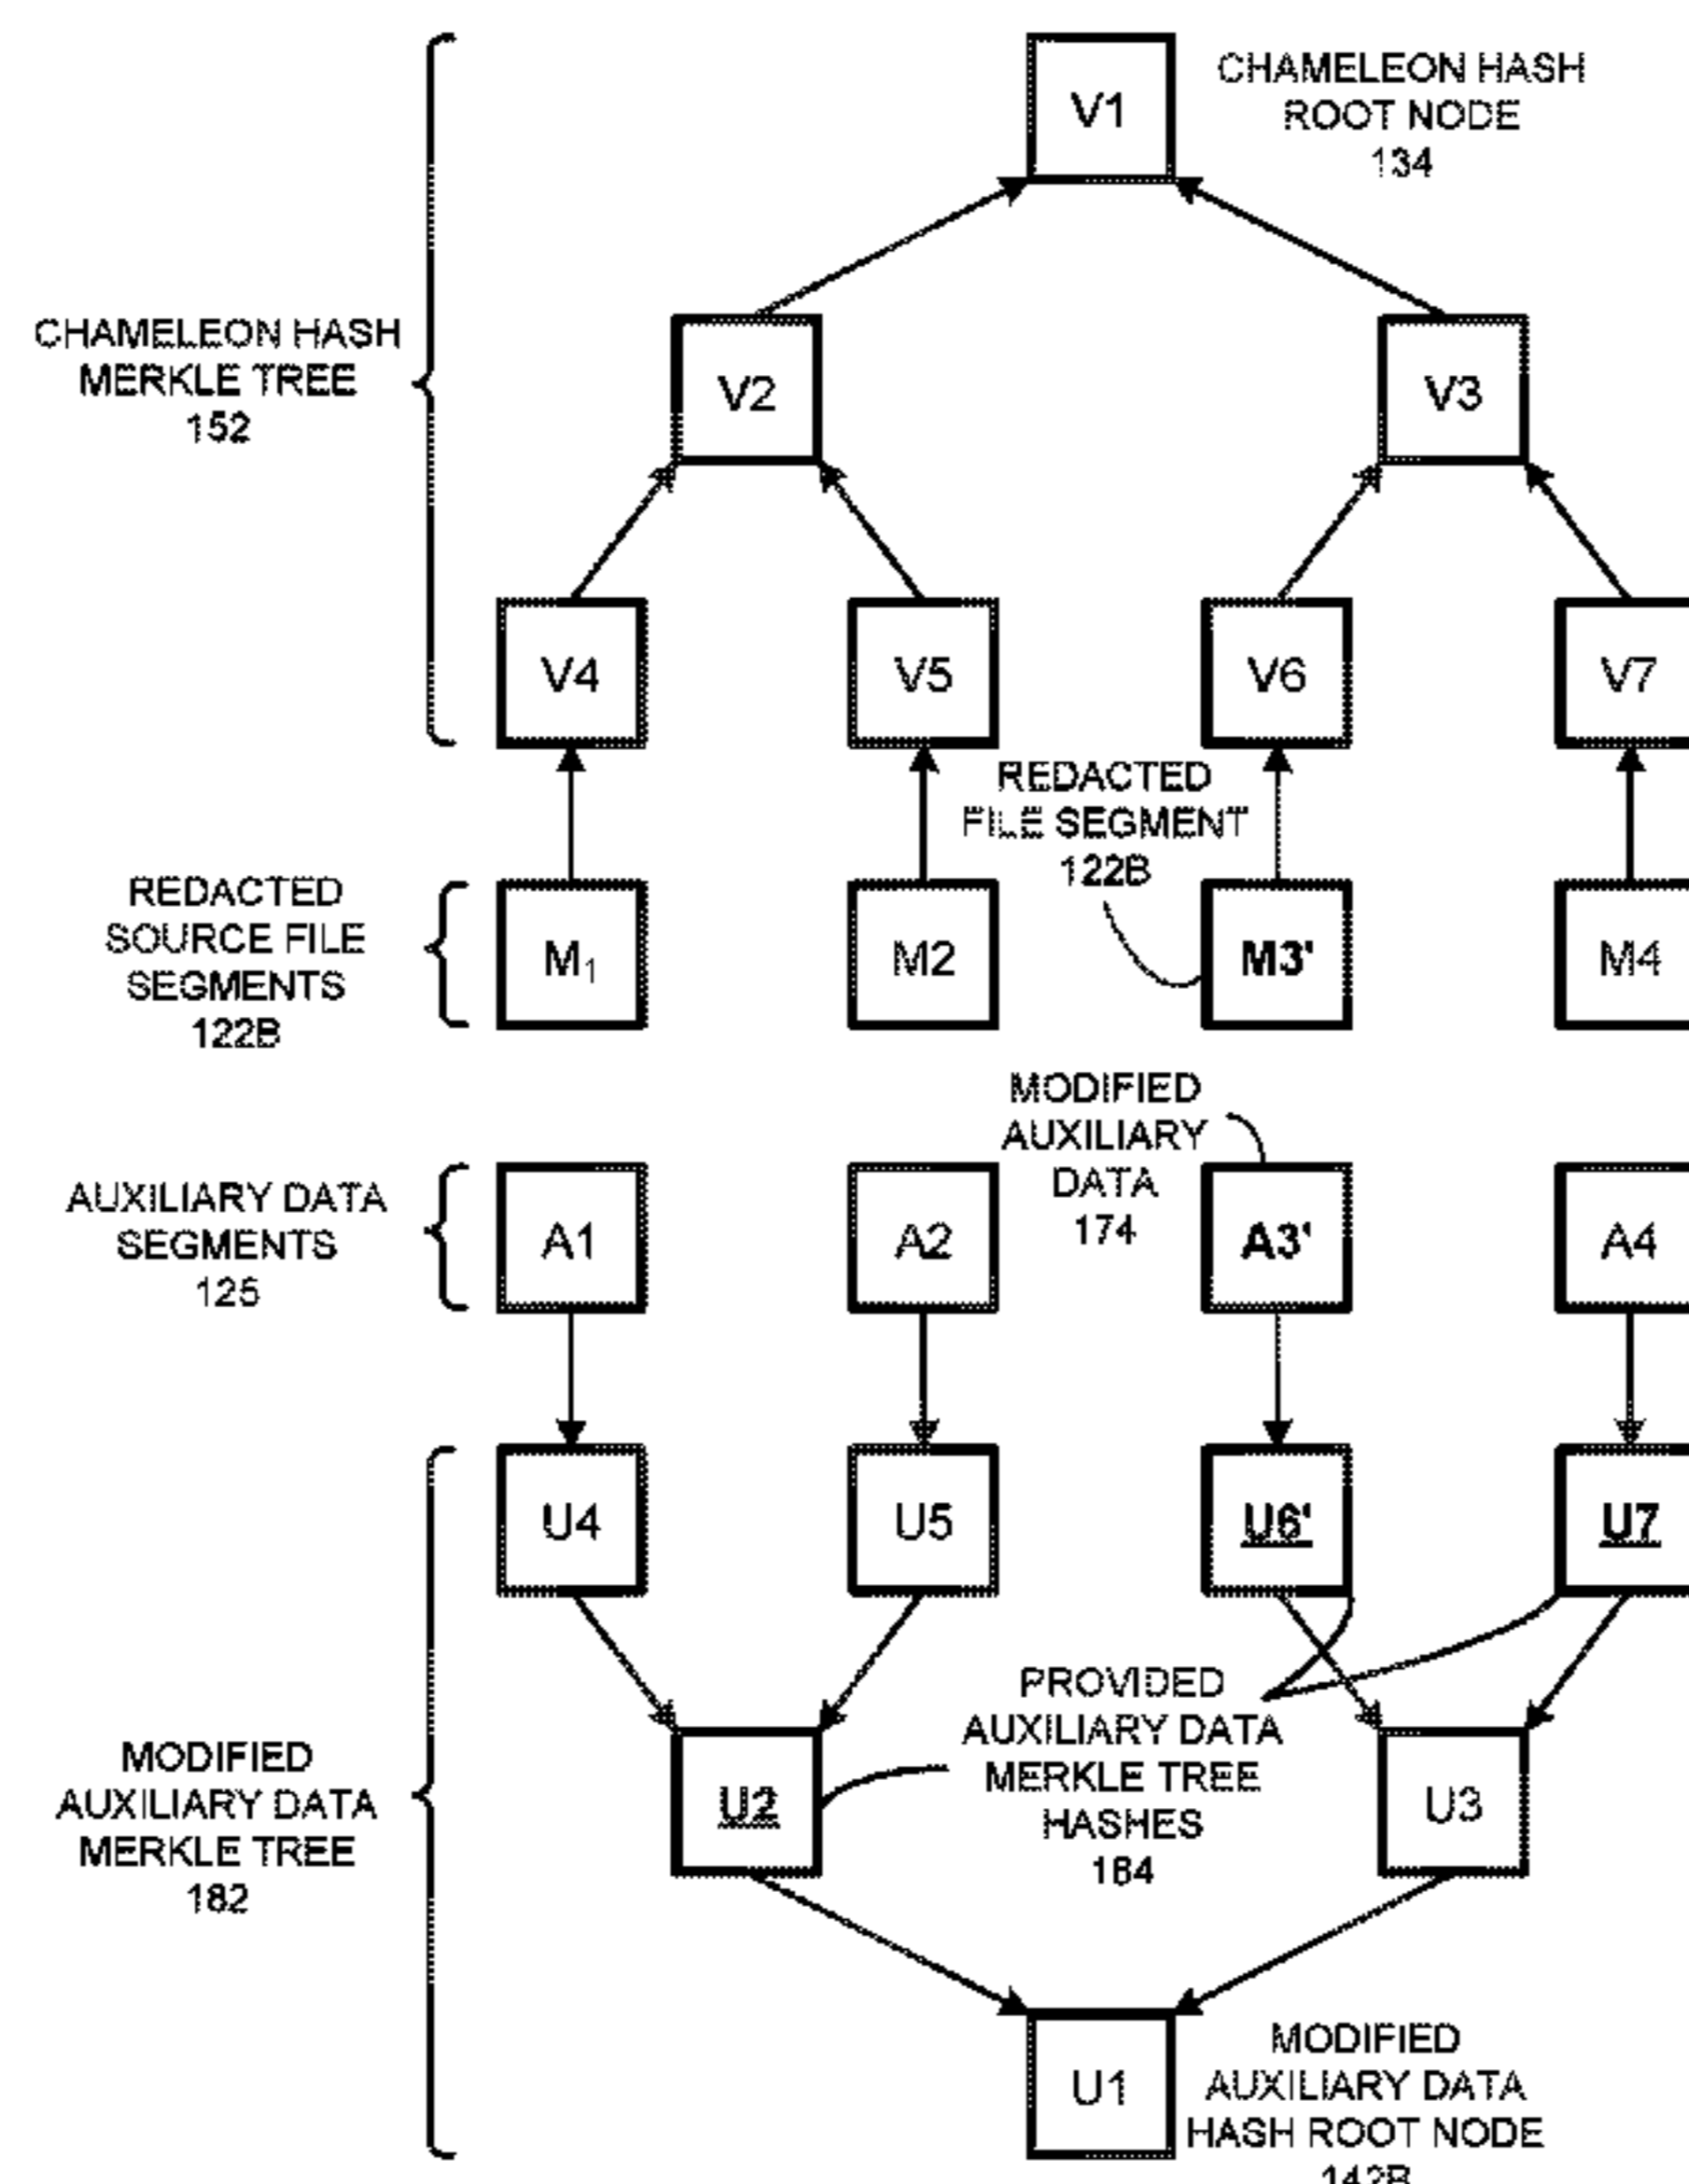 V1
CHAMELEON HASH
ROOT NODE
134
CHAMELEON HASH
MERKLE TREE
152
V2
V3
V4
V5
V6
V7
REDACTED
FILE SEGMENT
122B
REDACTED
SOURCE FILE
SEGMENTS
122B
M1
M2
M3'
M4
MODIFIED
AUXILIARY
DATA
174
AUXILIARY DATA
SEGMENTS
125
A1
A2
A3'
A4
U4
U5
U6'
U7
PROVIDED
AUXILIARY DATA
MERKLE TREE
HASHES
184
MODIFIED
AUXILIARY DATA
MERKLE TREE
182
U2
U3
U1
MODIFIED
AUXILIARY DATA
HASH ROOT NODE
142B